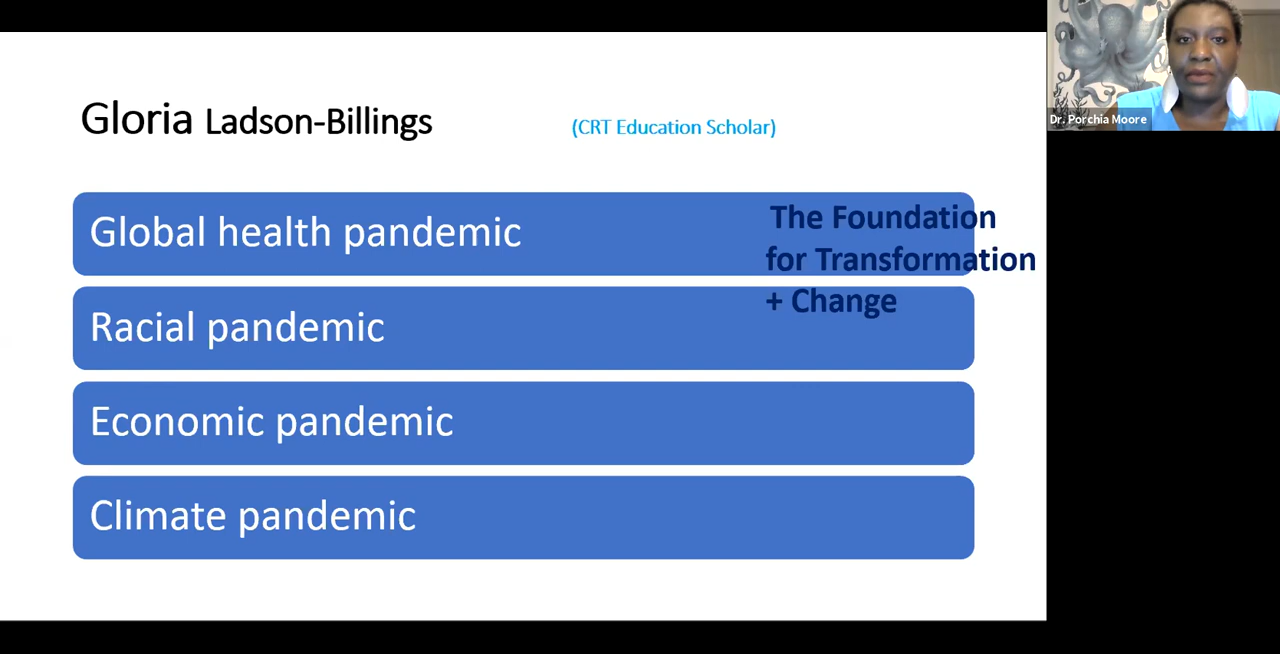 Gloria Ladson-Billings (CRT Education Scholar)
Global health pandemic
The Foundation
for Transformation
+ Change
Racial pandemic
Economic pandemic
Climate pandemic
Dr. Porchia Moore